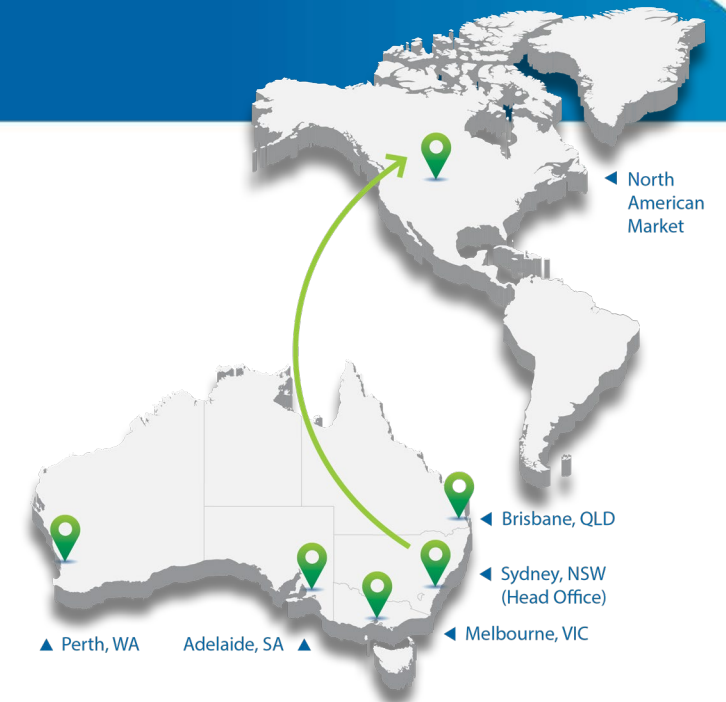 North
American
Market
Brisbane, QLD
Sydney, NSW
(Head Office)
Melbourne, VIC
Perth, WA
Adelaide, SA